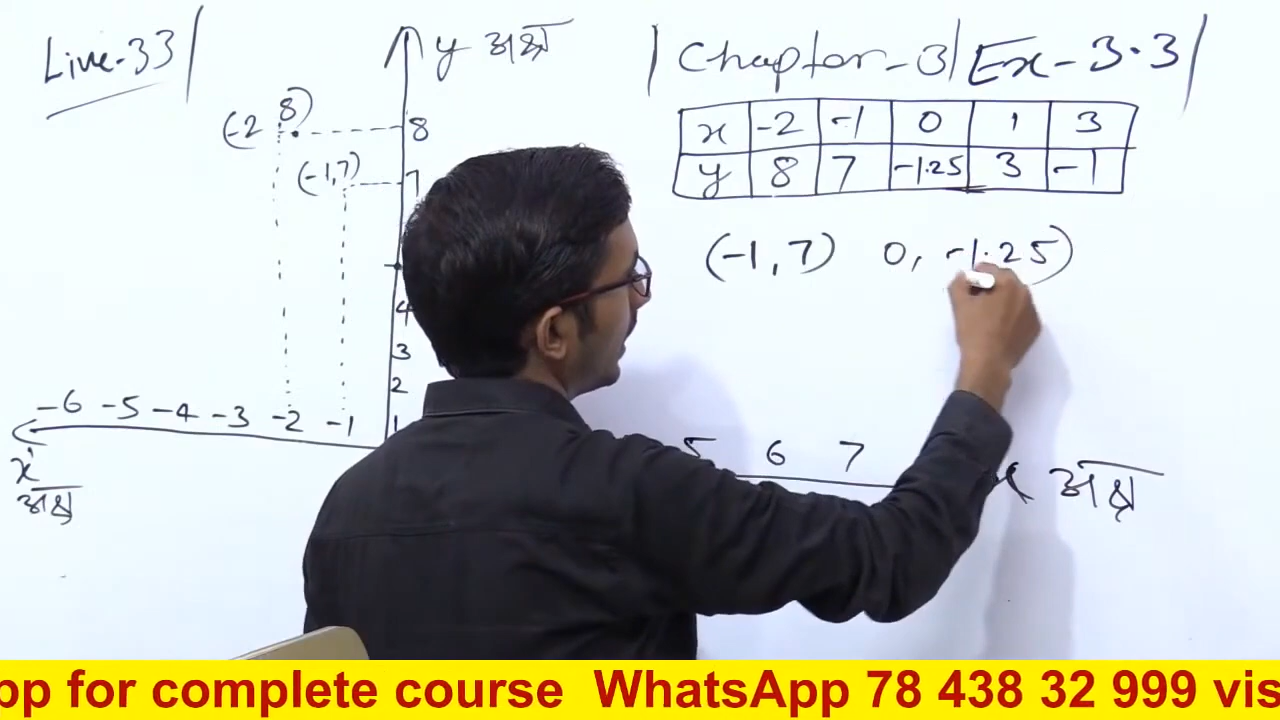 Live-33
Chapter-3 Ex-3.3
y अक्ष
x -2 -1 0 1 3
y 8 7 -1.25 3 -1
(-2 8)
8
(-1,7)
7
(-1,7) 0, -1.25)
4
3
2
1
-6 -5 -4 -3 -2 -1
5 6 7
x'
अक्ष
x अक्ष
pp for complete course WhatsApp 78 438 32 999 vis